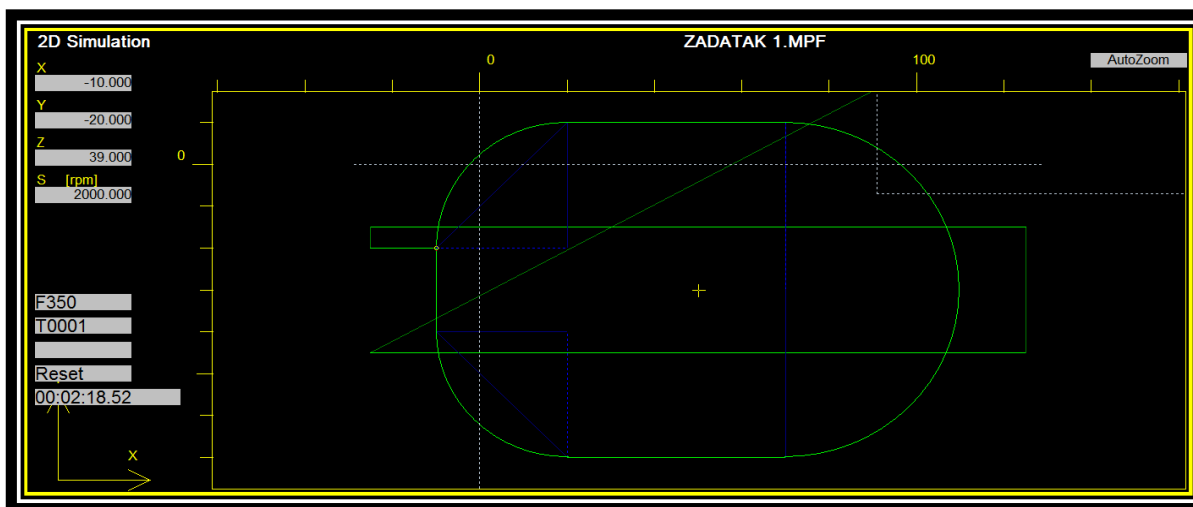 2D Simulation
ZADATAK 1.MPF
0
100
AutoZoom
X
-10.000
Y
-20.000
Z
39.000
0
S [rpm]
2000.000
F350
T0001
Reset
00:02:18.52
X